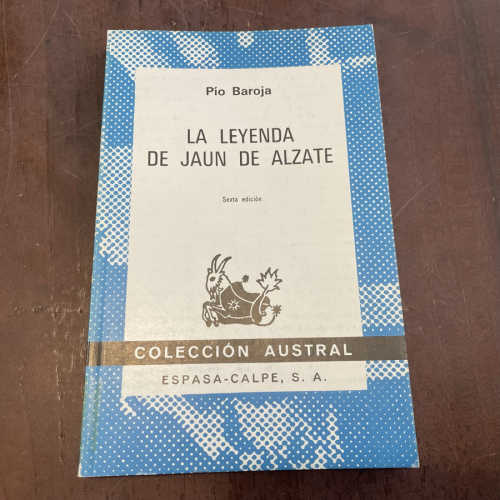 Pío Baroja
LA LEYENDA
DE JAUN DE ALZATE
Sexta edición
COLECCIÓN AUSTRAL
ESPASA-CALPE, S. A.